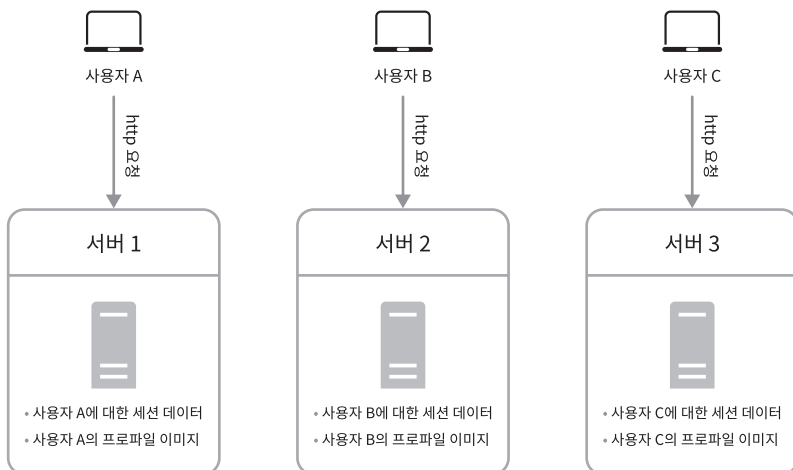 사용자 A
사용자 B
사용자 C
http 요청
http 요청
http 요청
서버 1
서버 2
서버 3
• 사용자 A에 대한 세션 데이터
• 사용자 A의 프로파일 이미지
• 사용자 B에 대한 세션 데이터
• 사용자 B의 프로파일 이미지
• 사용자 C에 대한 세션 데이터
• 사용자 C의 프로파일 이미지